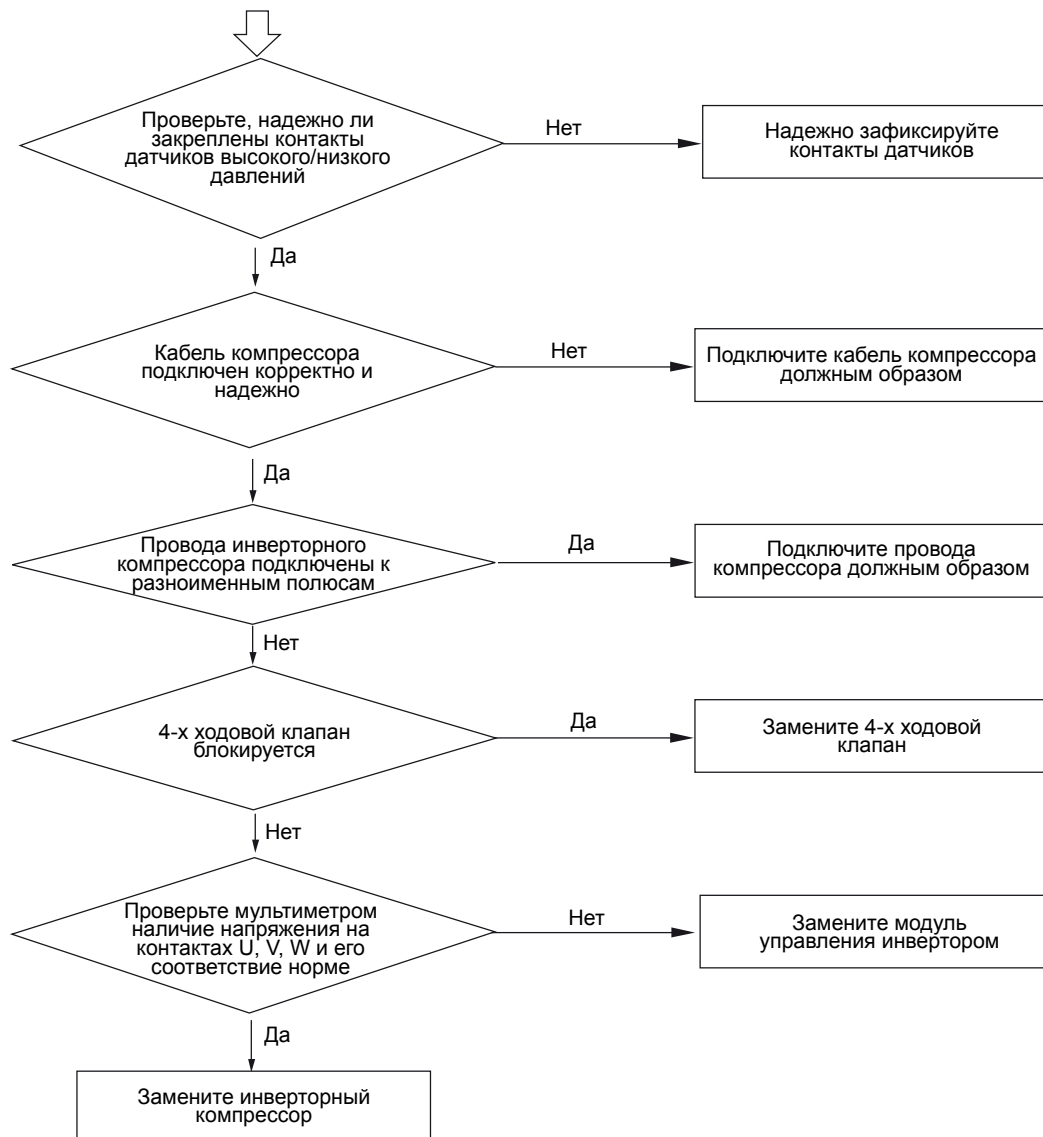 Проверьте, надежно ли
закреплены контакты
датчиков высокого/низкого
давлений
Нет
Надежно зафиксируйте
контакты датчиков
Да
Кабель компрессора
подключен корректно и
надежно
Нет
Подключите кабель компрессора
должным образом
Да
Провода инверторного
компрессора подключены к
разноименным полюсам
Да
Подключите провода
компрессора должным образом
Нет
4-х ходовой клапан
блокируется
Да
Замените 4-х ходовой
клапан
Нет
Проверьте мультиметром
наличие напряжения на
контактах U, V, W и его
соответствие норме
Нет
Замените модуль
управления инвертором
Да
Замените инверторный
компрессор